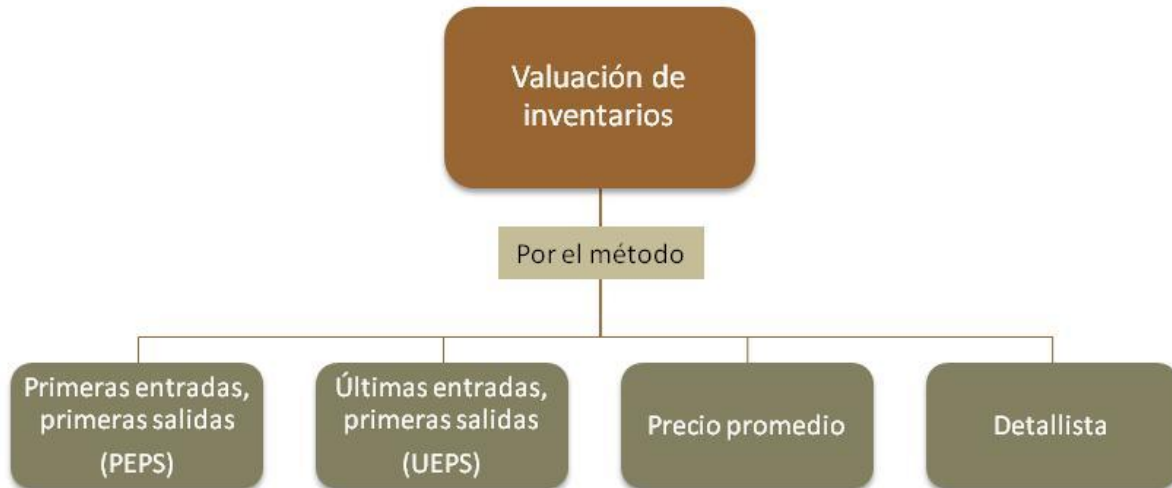 Valuación de
inventarios
Por el método
Primeras entradas,
primeras salidas
(PEPS)
Últimas entradas,
primeras salidas
(UEPS)
Precio promedio
Detallista